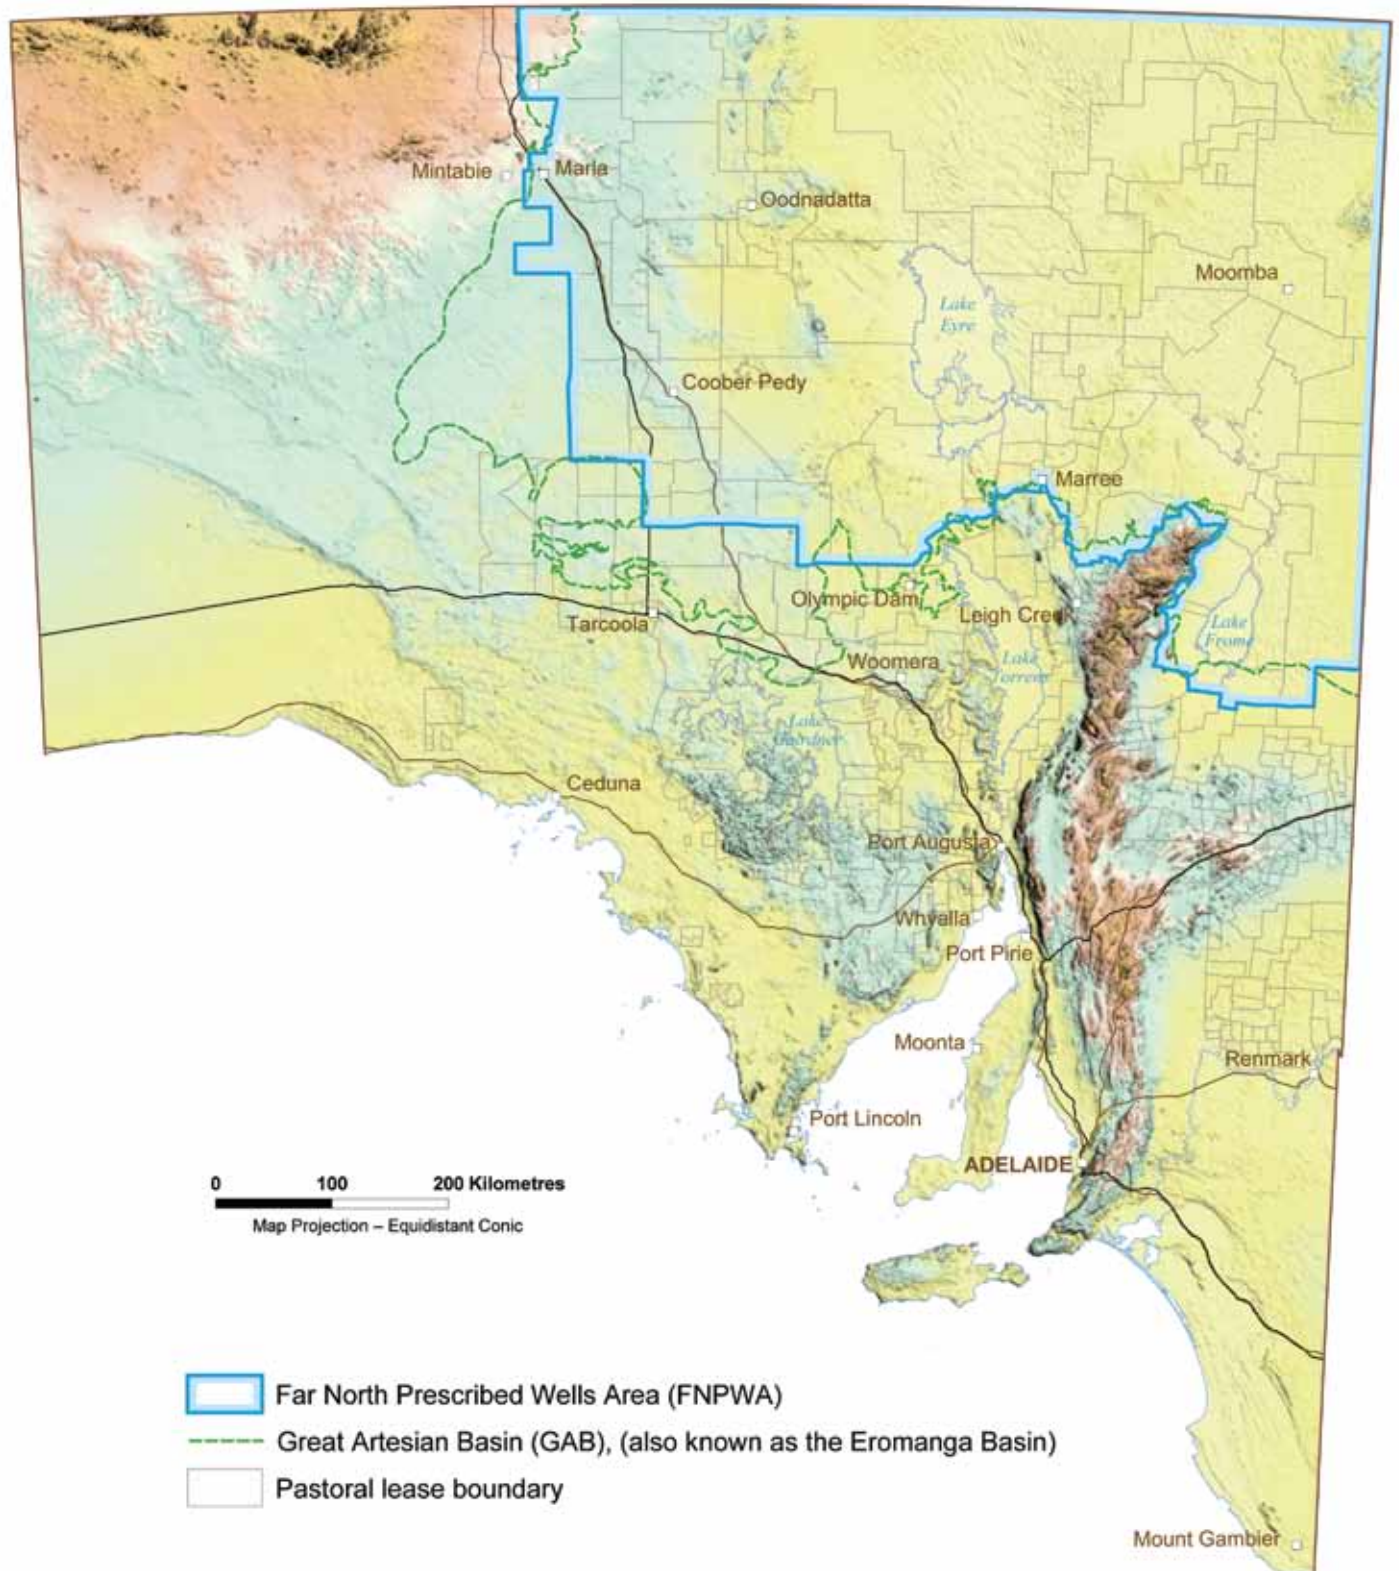 Mintabie
Marla
Oodnadatta
Moomba
Lake
Eyre
Coober Pedy
Marree
Olympic Dam
Leigh Creek
Tarcoola
Lake
Frome
Woomera
Lake
Torrens
Lake
Gairdner
Ceduna
Port Augusta
Whyalla
Port Pirie
Moonta
Renmark
Port Lincoln
ADELAIDE
0 100 200 Kilometres
Map Projection – Equidistant Conic
Far North Prescribed Wells Area (FNPWA)
Great Artesian Basin (GAB), (also known as the Eromanga Basin)
Pastoral lease boundary
Mount Gambier